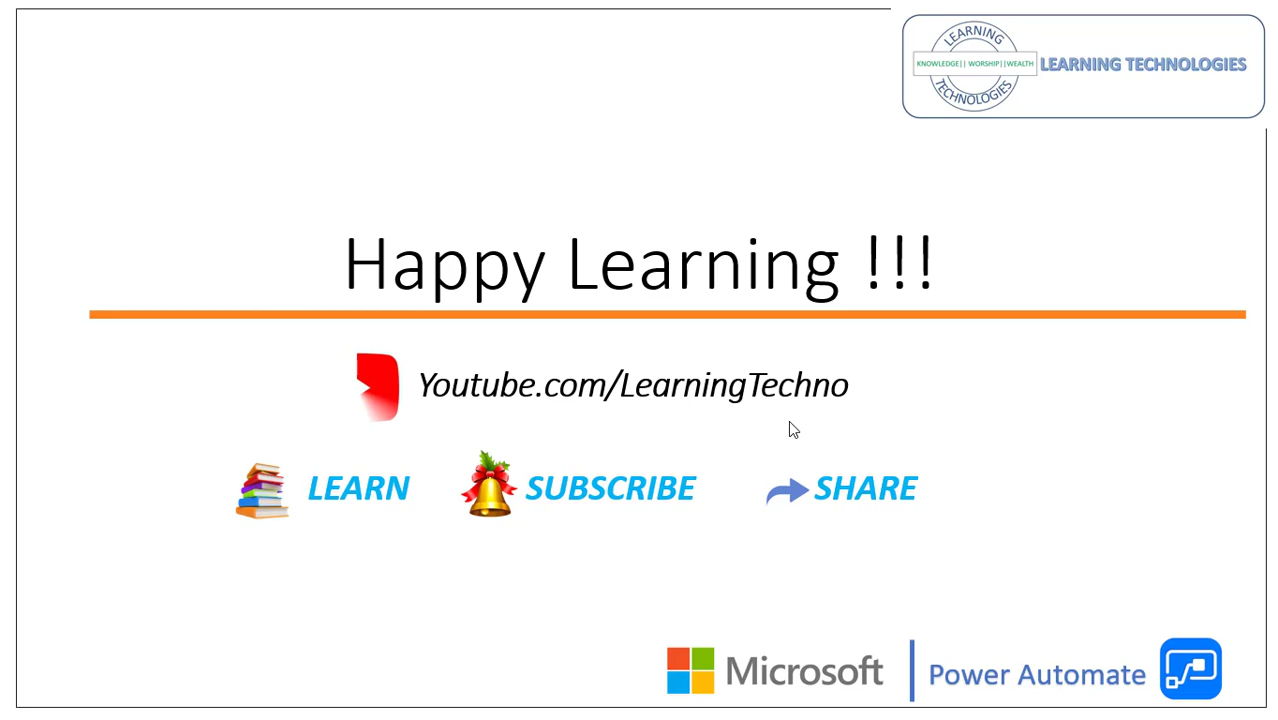 LEARNING
KNOWLEDGE|| WORSHIP||WEALTH
TECHNOLOGIES
LEARNING TECHNOLOGIES
Happy Learning !!!
Youtube.com/LearningTechno
LEARN SUBSCRIBE SHARE
Microsoft Power Automate